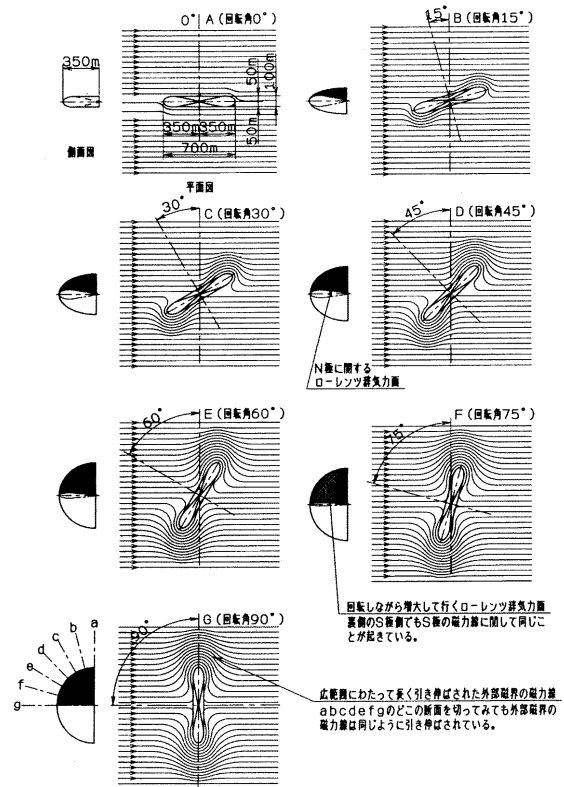 0° A(回転角0°)
350m
50m
100m
50m
350m 350m
700m
側面図
平面図
15° B(回転角15°)
30° C(回転角30°)
45° D(回転角45°)
N極に関する
ローレンツ排気力面
60° E(回転角60°)
75° F(回転角75°)
回転しながら増大して行くローレンツ排気力面
裏側のS極側でもS極の磁力線に関して同じこ
とが起きている。
90° G(回転角90°)
a
b
c
d
e
f
g
広範囲にわたって長く引き伸ばされた外部磁界の磁力線
abcdefgのどこの断面を切ってみても外部磁界の
磁力線は同じように引き伸ばされている。